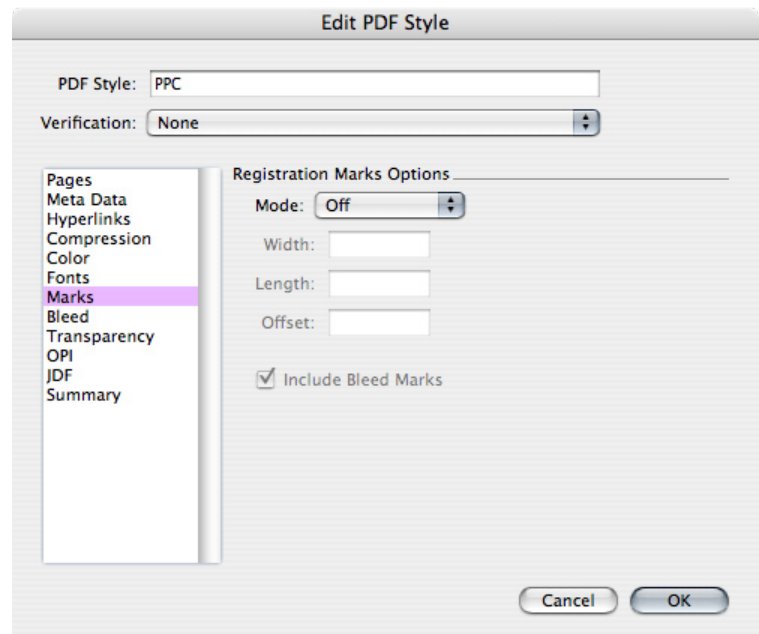 Edit PDF Style
PDF Style: PPC
Verification: None
Pages
Meta Data
Hyperlinks
Compression
Color
Fonts
Marks
Bleed
Transparency
OPI
JDF
Summary
Registration Marks Options
Mode: Off
Width:
Length:
Offset:
Include Bleed Marks
Cancel OK